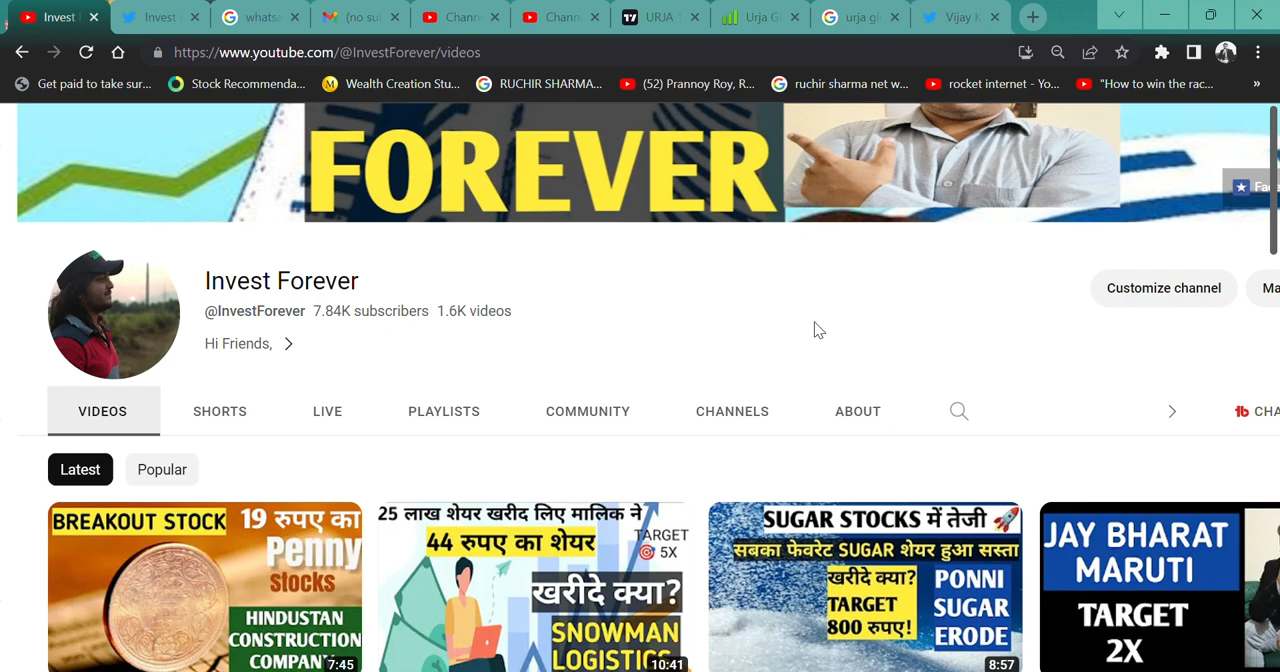 Invest
Invest
whats
(no su
Chann
Chann
URJA 1
Urja Gl
urja gl
Vijay K
https://www.youtube.com/@InvestForever/videos
Get paid to take sur...
Stock Recommenda...
Wealth Creation Stu...
RUCHIR SHARMA...
(52) Prannoy Roy, R...
ruchir sharma net w...
rocket internet - Yo...
"How to win the rac...
»
FOREVER
Fac
Invest Forever
@InvestForever 7.84K subscribers 1.6K videos
Hi Friends,
Customize channel
Ma
VIDEOS
SHORTS
LIVE
PLAYLISTS
COMMUNITY
CHANNELS
ABOUT
CHA
Latest
Popular
BREAKOUT STOCK
19 रुपए का
Penny
Stocks
HINDUSTAN
CONSTRUCTION
COMPANY
7:45
25 लाख शेयर खरीद लिए मालिक ने
44 रुपए का शेयर
TARGET
5X
खरीदे क्या?
SNOWMAN
LOGISTICS
10:41
SUGAR STOCKS में तेजी
सबका फेवरेट SUGAR शेयर हुआ सस्ता
खरीदे क्या?
TARGET
800 रुपए!
PONNI
SUGAR
ERODE
8:57
JAY BHARAT
MARUTI
TARGET
2X